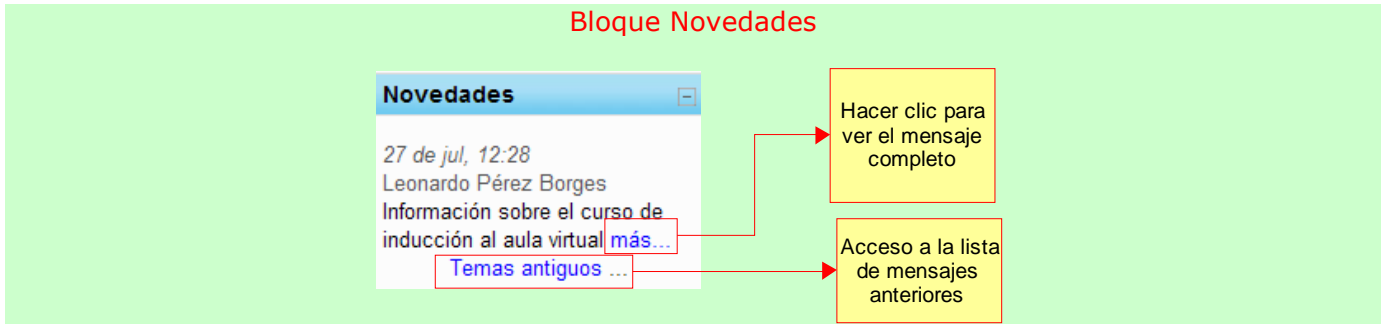 Bloque Novedades
Novedades
27 de jul, 12:28
Leonardo Pérez Borges
Información sobre el curso de
inducción al aula virtual más...
Temas antiguos ...
Hacer clic para
ver el mensaje
completo
Acceso a la lista
de mensajes
anteriores